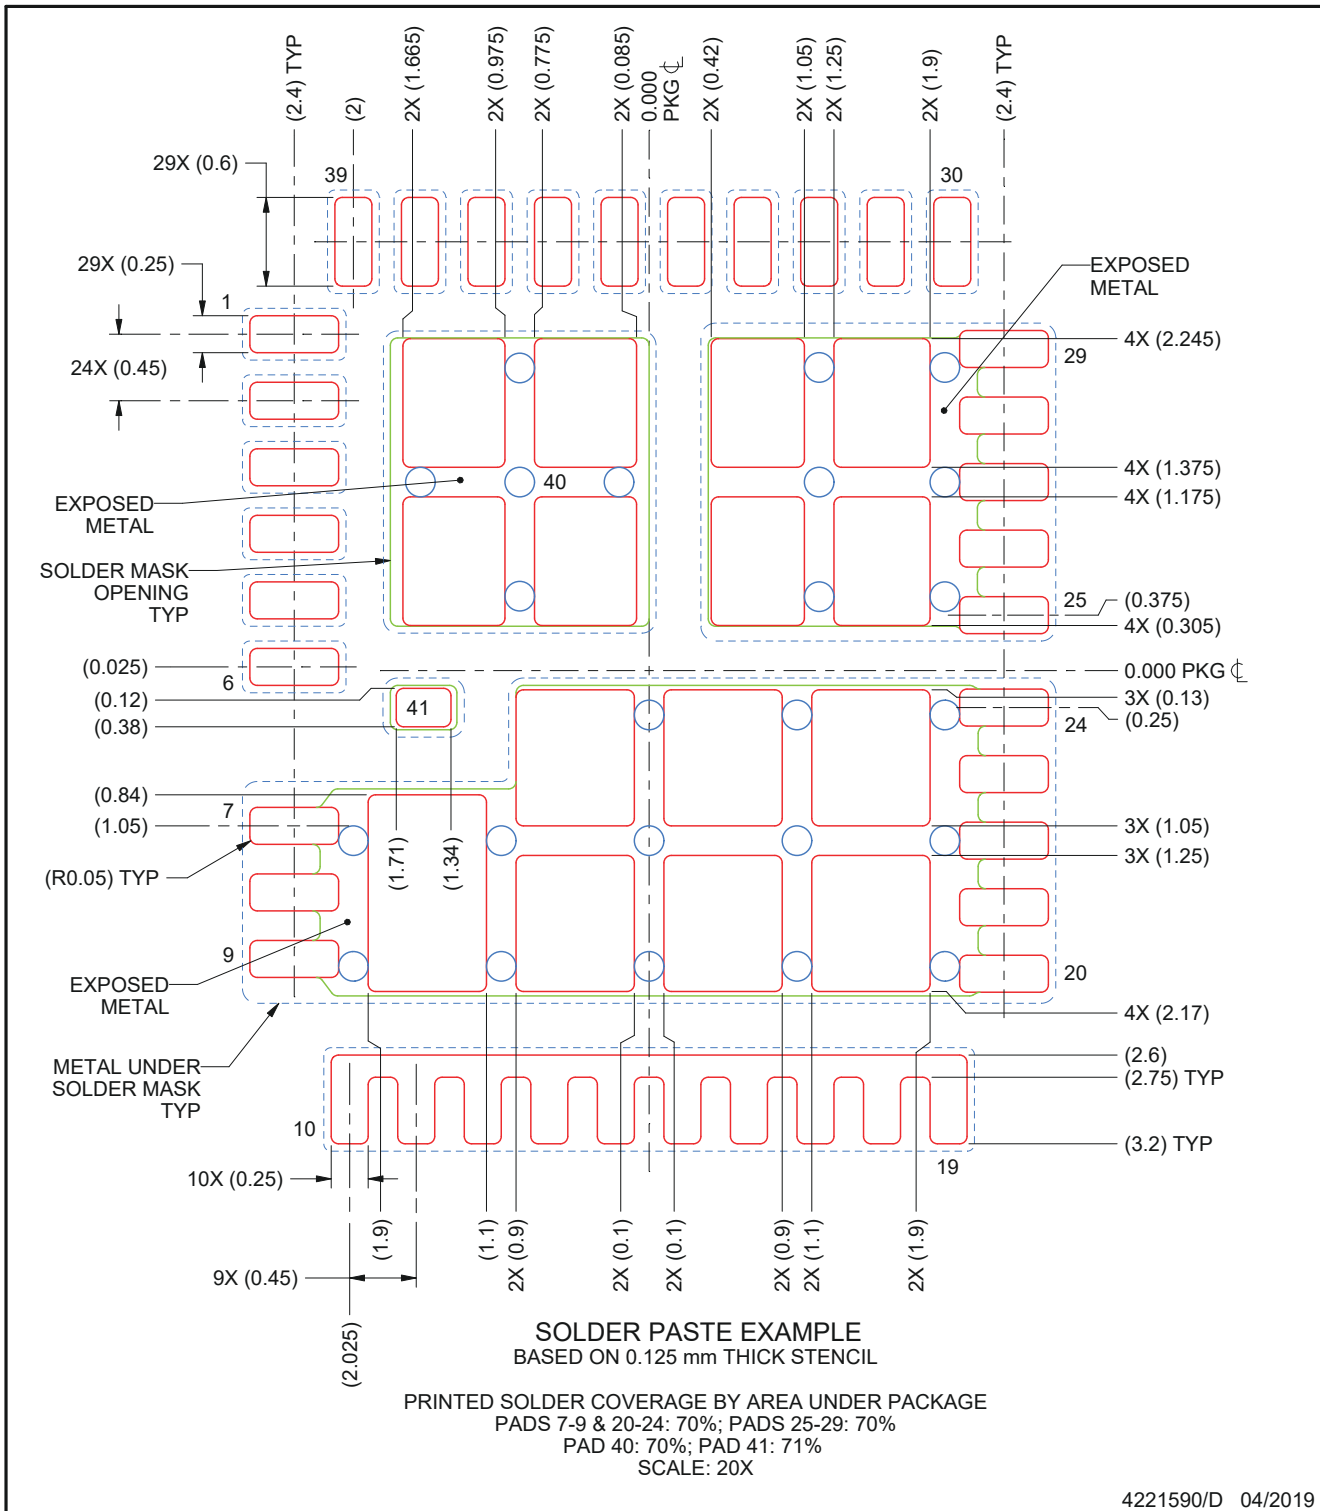 (2.4) TYP
(2)
2X (1.665)
2X (0.975)
2X (0.775)
2X (0.085)
0.000
PKG ℄
2X (0.42)
2X (1.05)
2X (1.25)
2X (1.9)
(2.4) TYP
29X (0.6)
39
30
29X (0.25)
1
24X (0.45)
EXPOSED
METAL
4X (2.245)
29
4X (1.375)
4X (1.175)
EXPOSED
METAL
40
SOLDER MASK
OPENING
TYP
25
(0.375)
4X (0.305)
(0.025)
6
0.000 PKG ℄
(0.12)
41
(0.38)
3X (0.13)
(0.25)
24
(0.84)
7
(1.05)
(1.71)
(1.34)
3X (1.05)
3X (1.25)
(R0.05) TYP
9
EXPOSED
METAL
20
4X (2.17)
METAL UNDER
SOLDER MASK
TYP
(2.6)
(2.75) TYP
10
(3.2) TYP
19
10X (0.25)
(1.9)
(1.1)
2X (0.9)
2X (0.1)
2X (0.1)
2X (0.9)
2X (1.1)
2X (1.9)
9X (0.45)
(2.025)
SOLDER PASTE EXAMPLE
BASED ON 0.125 mm THICK STENCIL
PRINTED SOLDER COVERAGE BY AREA UNDER PACKAGE
PADS 7-9 & 20-24: 70%; PADS 25-29: 70%
PAD 40: 70%; PAD 41: 71%
SCALE: 20X
4221590/D 04/2019